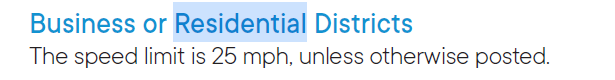 Business or Residential Districts
The speed limit is 25 mph, unless otherwise posted.